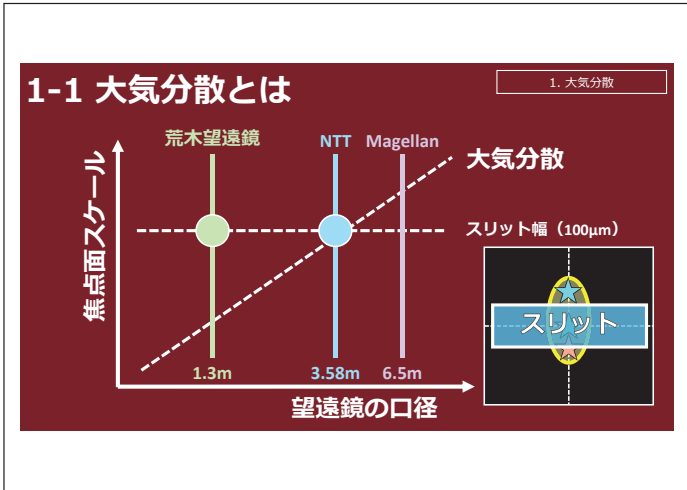 1-1 大気分散とは
1. 大気分散
荒木望遠鏡
NTT
Magellan
大気分散
焦点面スケール
スリット幅（100μm）
スリット
1.3m
3.58m
6.5m
望遠鏡の口径